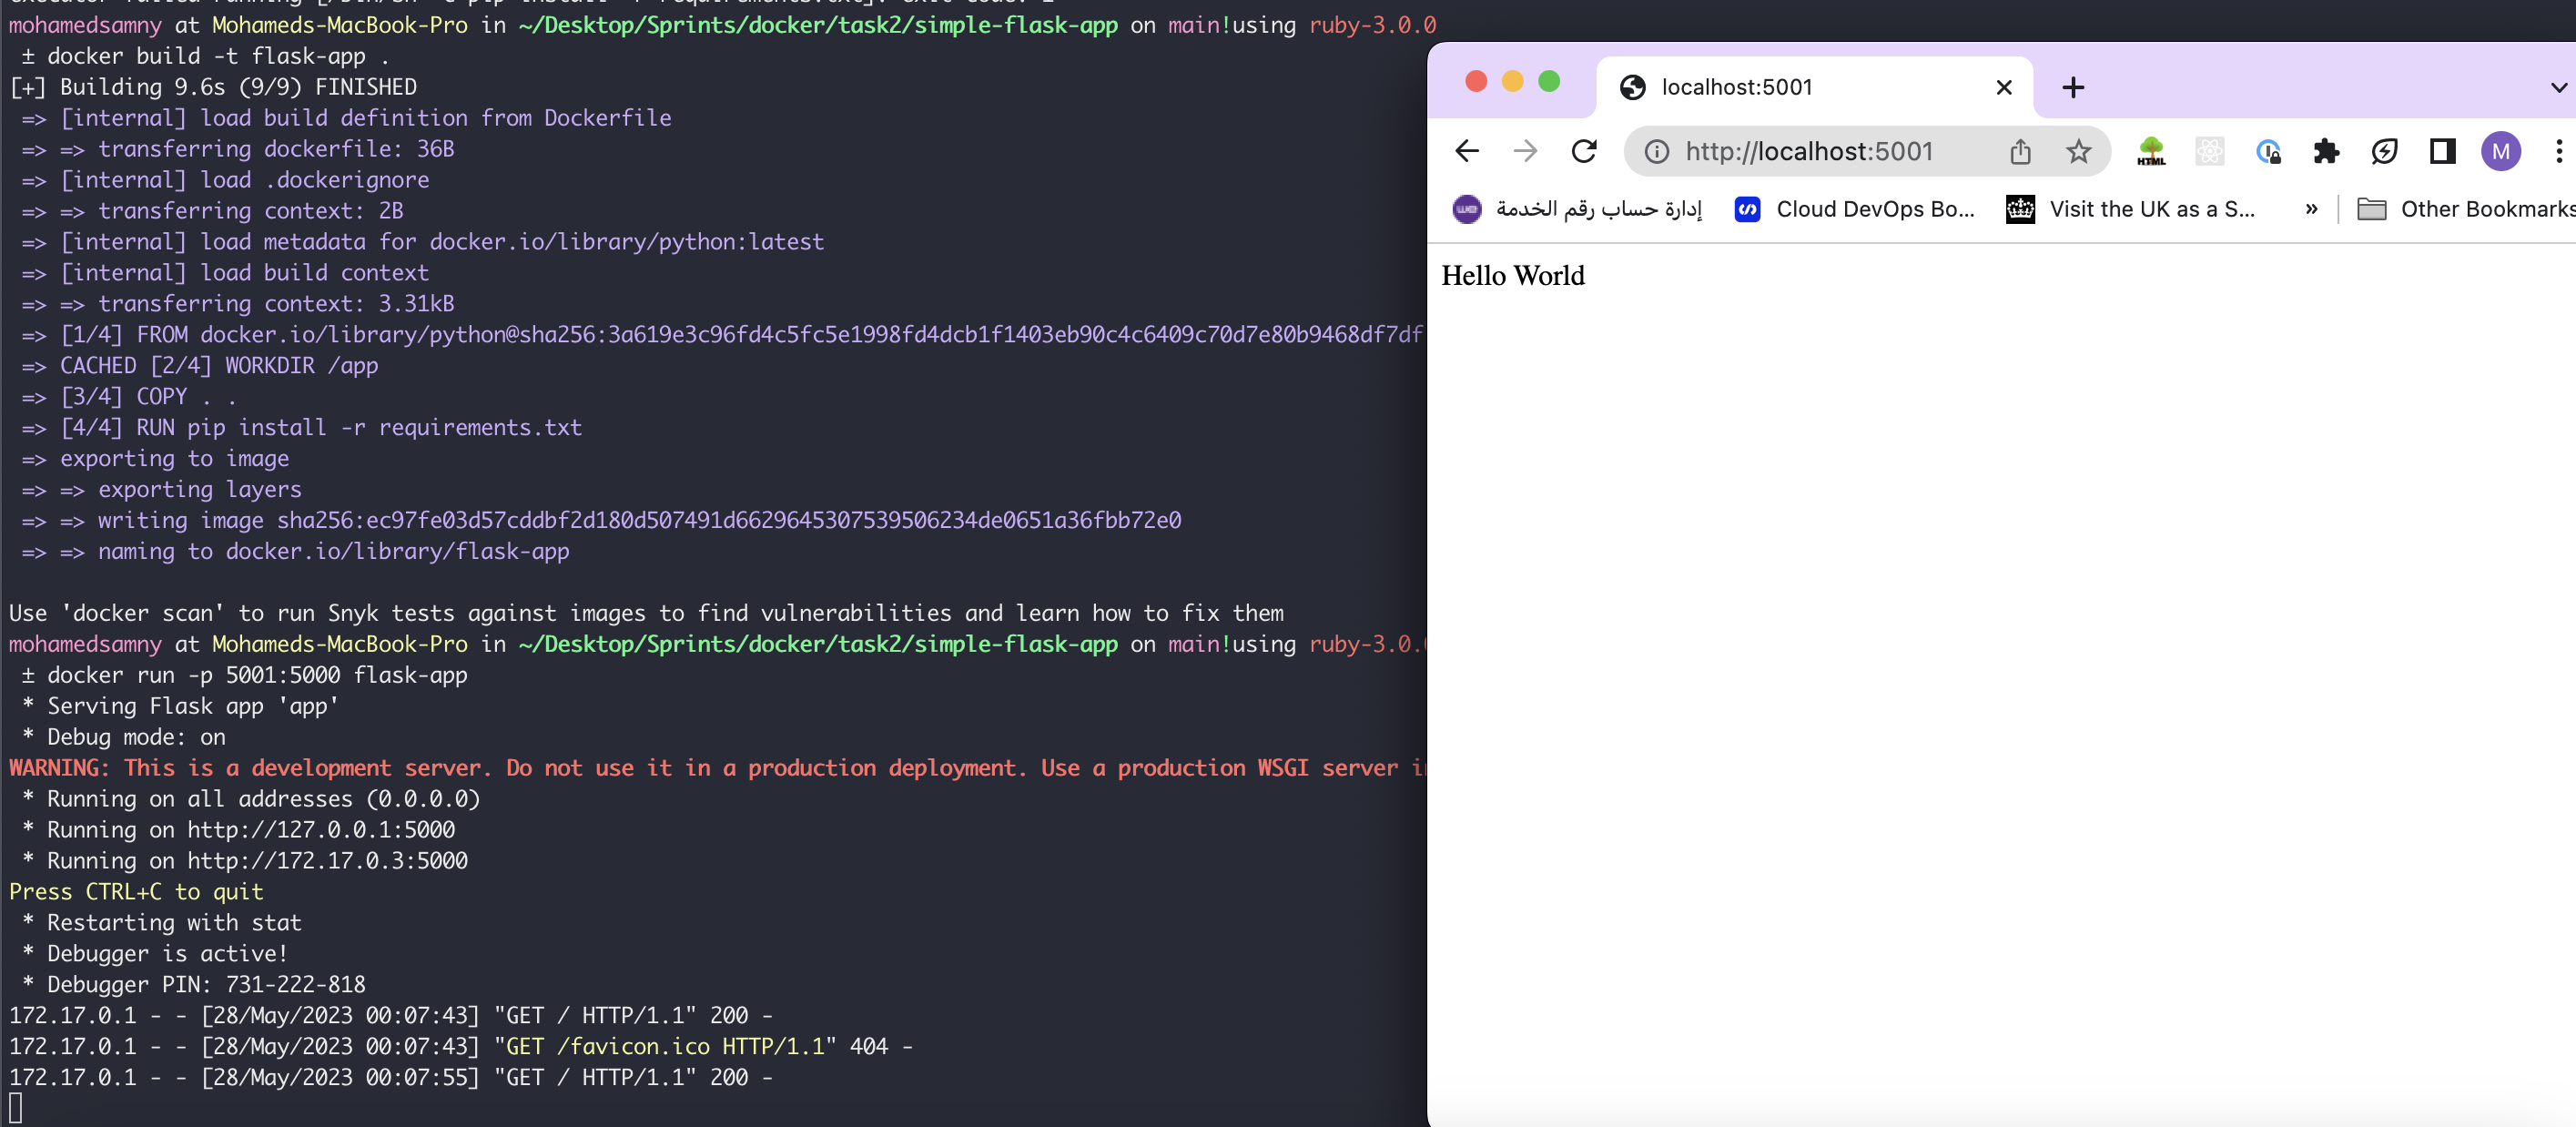 executor failed running [/bin/sh -c pip install -r requirements.txt]: exit code: 1
mohamedsamny at Mohameds-MacBook-Pro in ~/Desktop/Sprints/docker/task2/simple-flask-app on main!using ruby-3.0.0
± docker build -t flask-app .
[+] Building 9.6s (9/9) FINISHED
=> [internal] load build definition from Dockerfile
=> => transferring dockerfile: 36B
=> [internal] load .dockerignore
=> => transferring context: 2B
=> [internal] load metadata for docker.io/library/python:latest
=> [internal] load build context
=> => transferring context: 3.31kB
=> [1/4] FROM docker.io/library/python@sha256:3a619e3c96fd4c5fc5e1998fd4dcb1f1403eb90c4c6409c70d7e80b9468df7df
=> CACHED [2/4] WORKDIR /app
=> [3/4] COPY . .
=> [4/4] RUN pip install -r requirements.txt
=> exporting to image
=> => exporting layers
=> => writing image sha256:ec97fe03d57cddbf2d180d507491d6629645307539506234de0651a36fbb72e0
=> => naming to docker.io/library/flask-app
Use 'docker scan' to run Snyk tests against images to find vulnerabilities and learn how to fix them
mohamedsamny at Mohameds-MacBook-Pro in ~/Desktop/Sprints/docker/task2/simple-flask-app on main!using ruby-3.0.
± docker run -p 5001:5000 flask-app
* Serving Flask app 'app'
* Debug mode: on
WARNING: This is a development server. Do not use it in a production deployment. Use a production WSGI server i
* Running on all addresses (0.0.0.0)
* Running on http://127.0.0.1:5000
* Running on http://172.17.0.3:5000
Press CTRL+C to quit
* Restarting with stat
* Debugger is active!
* Debugger PIN: 731-222-818
172.17.0.1 - - [28/May/2023 00:07:43] "GET / HTTP/1.1" 200 -
172.17.0.1 - - [28/May/2023 00:07:43] "GET /favicon.ico HTTP/1.1" 404 -
172.17.0.1 - - [28/May/2023 00:07:55] "GET / HTTP/1.1" 200 -
localhost:5001
http://localhost:5001
HTML
M
إدارة حساب رقم الخدمة
Cloud DevOps Bo...
Visit the UK as a S...
»
Other Bookmarks
Hello World